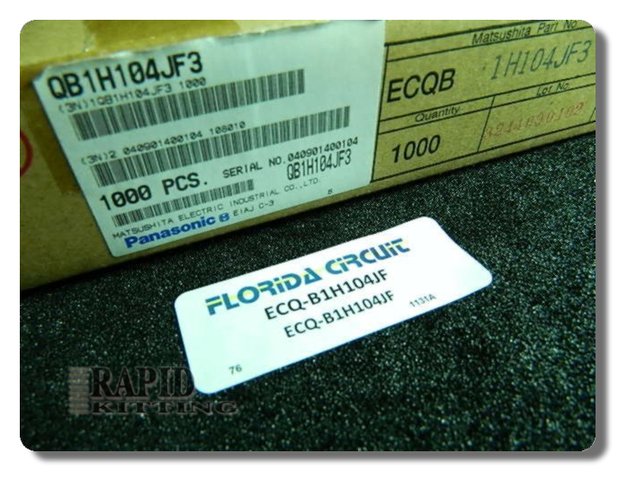 QB1H104JF3
(3N)1QB1H104JF3 1000
(3N)2 040901400104 108010
1000 PCS. SERIAL NO.040901400104
QB1H104JF3
MATSUSHITA ELECTRIC INDUSTRIAL CO.,LTD.
Panasonic EIAJ C-3
Matsushita Part No
ECQB 1H104JF3
Quantity Lot No.
1000
FLORIDA CIRCUIT
ECQ-B1H104JF
ECQ-B1H104JF 1131A
76
RAPID
KITTING